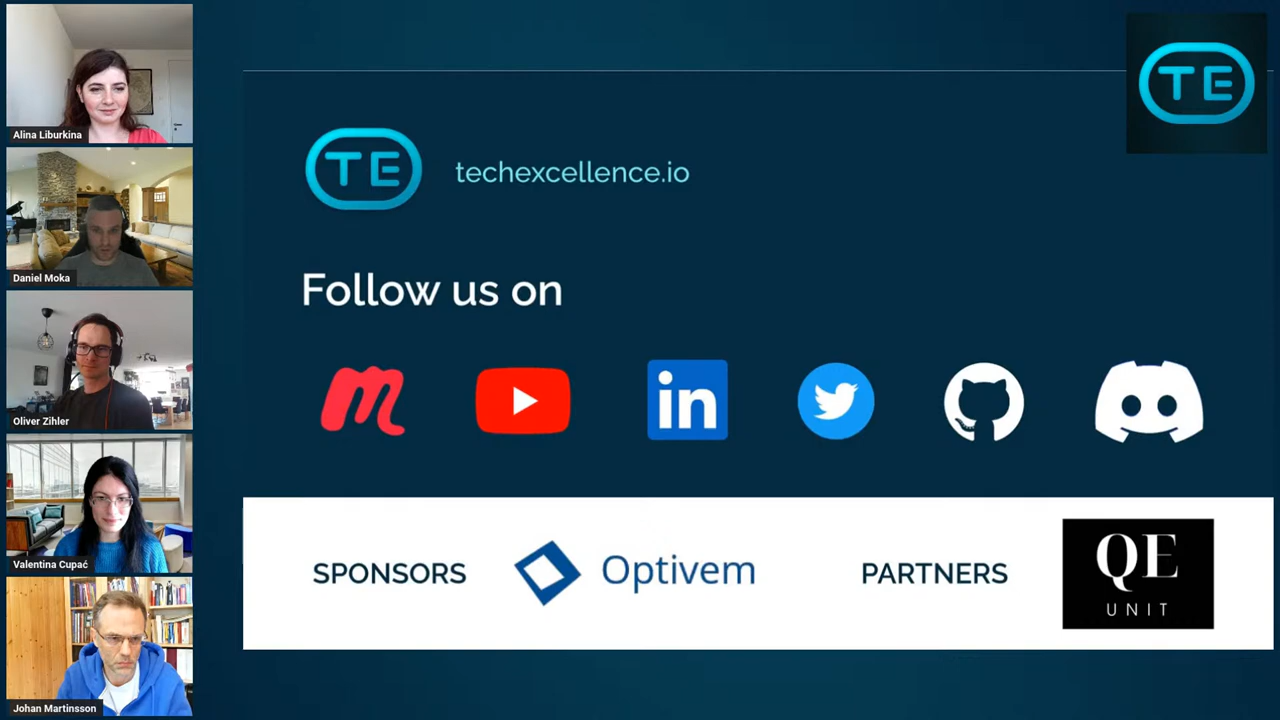 Alina Liburkina
Daniel Moka
Oliver Zihler
Valentina Cupać
Johan Martinsson
TE
TE
techexcellence.io
Follow us on
m
in
SPONSORS
Optivem
PARTNERS
QE
UNIT